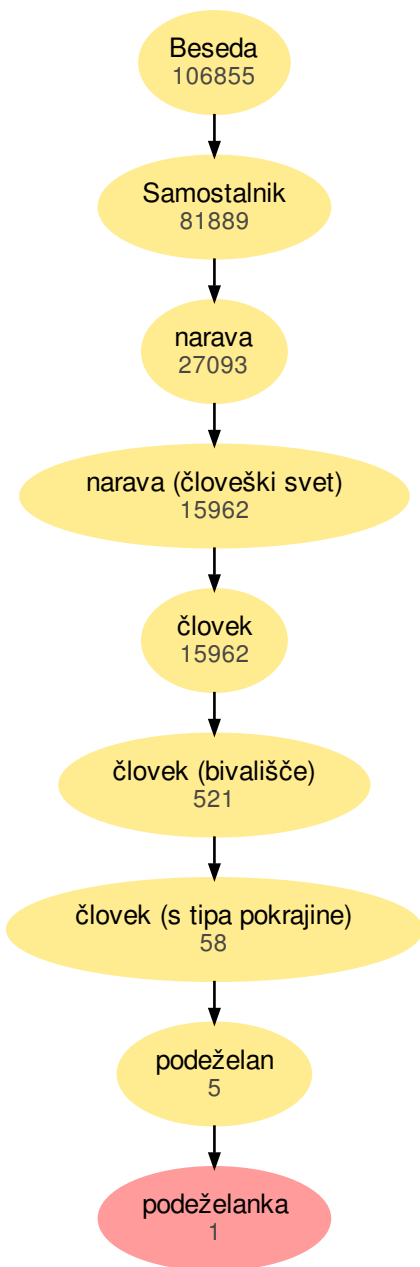 Beseda
106855
Samostalnik
81889
narava
27093
narava (človeški svet)
15962
človek
15962
človek (bivališče)
521
človek (s tipa pokrajine)
58
podeželan
5
podeželanka
1